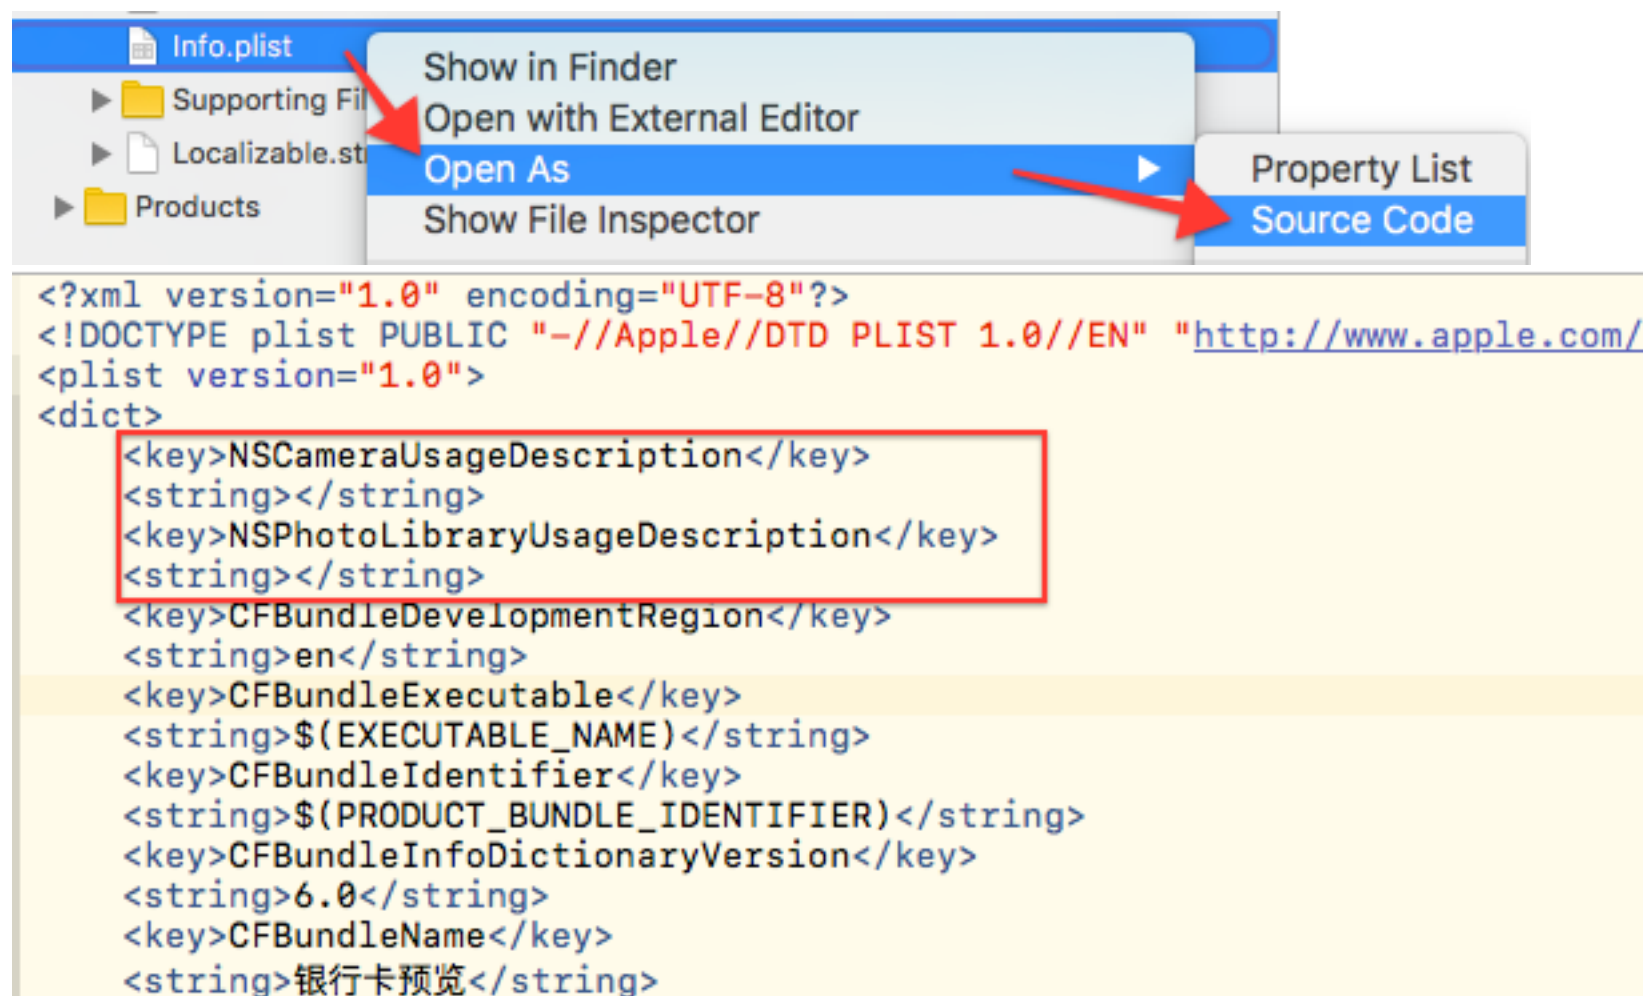 Info.plist
Show in Finder
Supporting Fil
Open with External Editor
Localizable.st
Open As
Property List
Products
Show File Inspector
Source Code
<?xml version="1.0" encoding="UTF-8"?>
<!DOCTYPE plist PUBLIC "-//Apple//DTD PLIST 1.0//EN" "http://www.apple.com/
<plist version="1.0">
<dict>
<key>NSCameraUsageDescription</key>
<string></string>
<key>NSPhotoLibraryUsageDescription</key>
<string></string>
<key>CFBundleDevelopmentRegion</key>
<string>en</string>
<key>CFBundleExecutable</key>
<string>$(EXECUTABLE_NAME)</string>
<key>CFBundleIdentifier</key>
<string>$(PRODUCT_BUNDLE_IDENTIFIER)</string>
<key>CFBundleInfoDictionaryVersion</key>
<string>6.0</string>
<key>CFBundleName</key>
<string>银行卡预览</string>